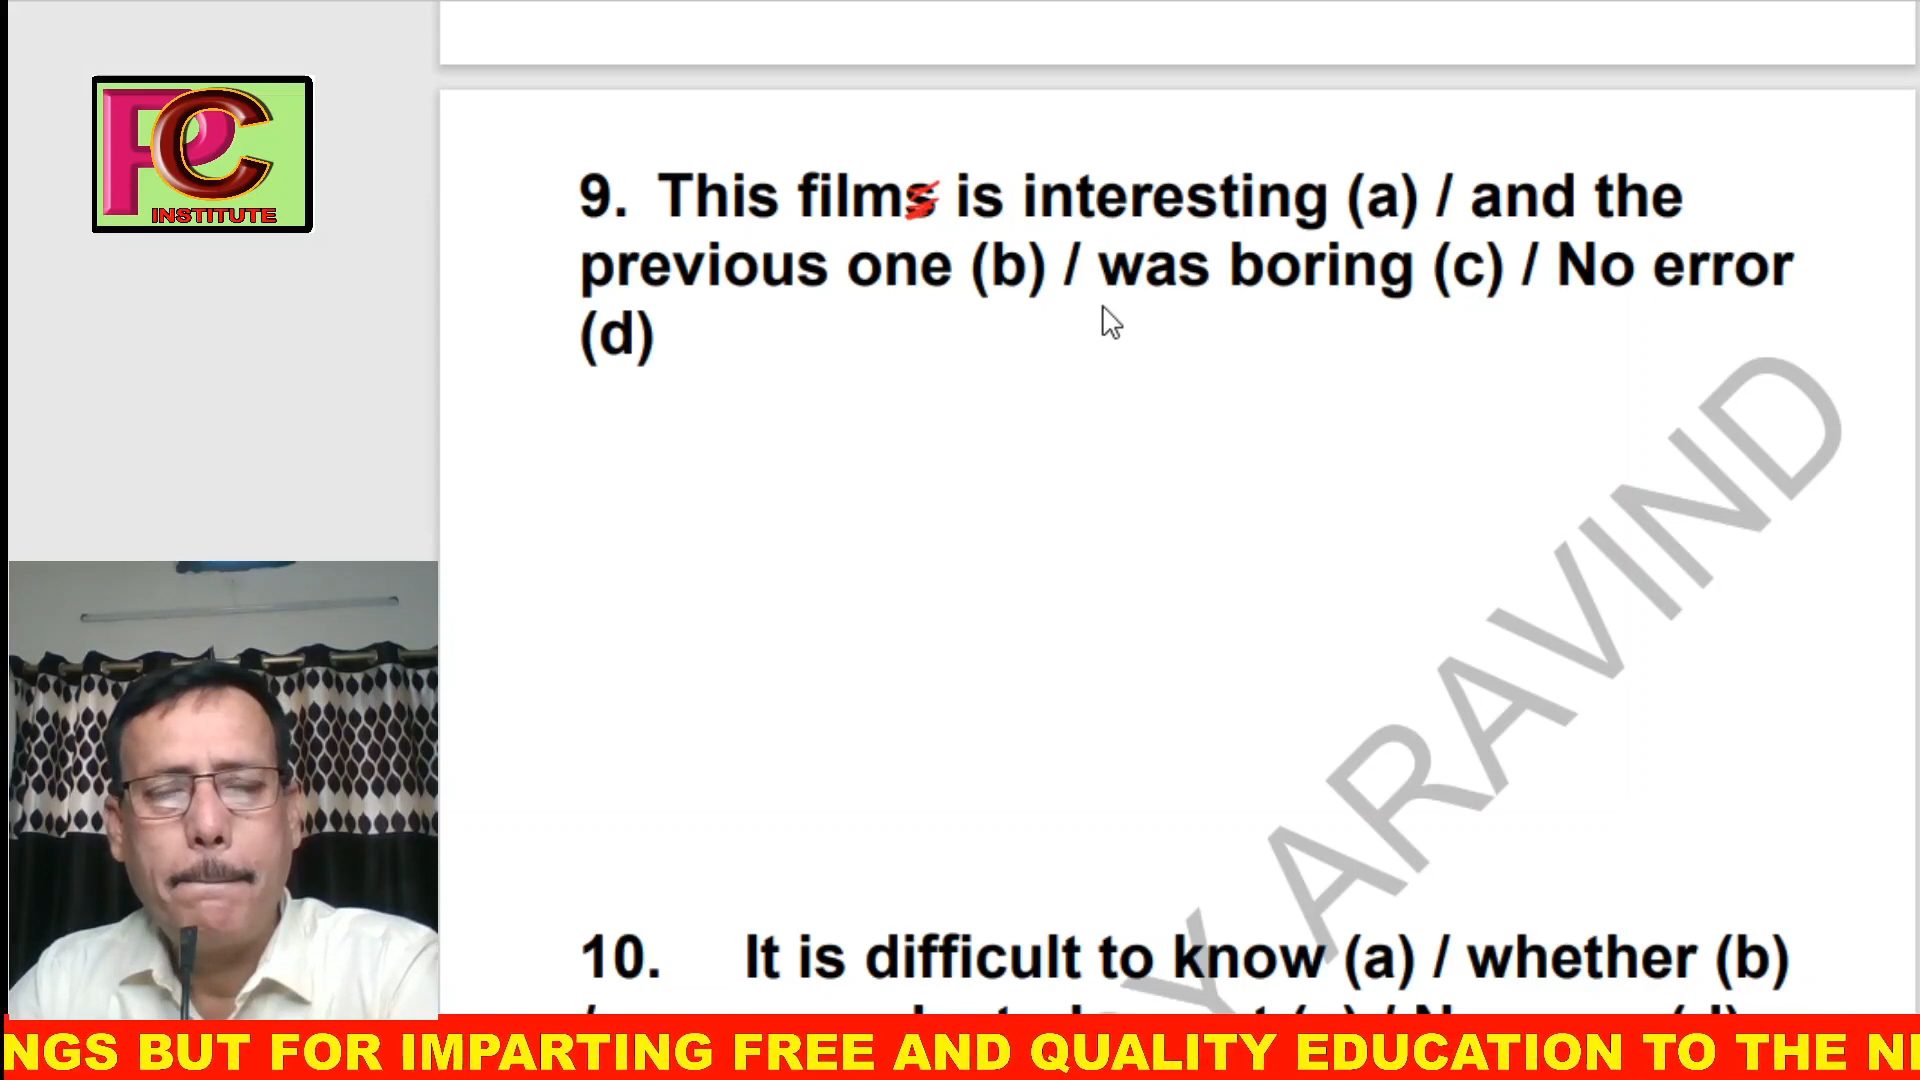 PC
INSTITUTE
9. This films is interesting (a) / and the
previous one (b) / was boring (c) / No error
(d)
Y ARAVIND
10. It is difficult to know (a) / whether (b)
NGS BUT FOR IMPARTING FREE AND QUALITY EDUCATION TO THE NE